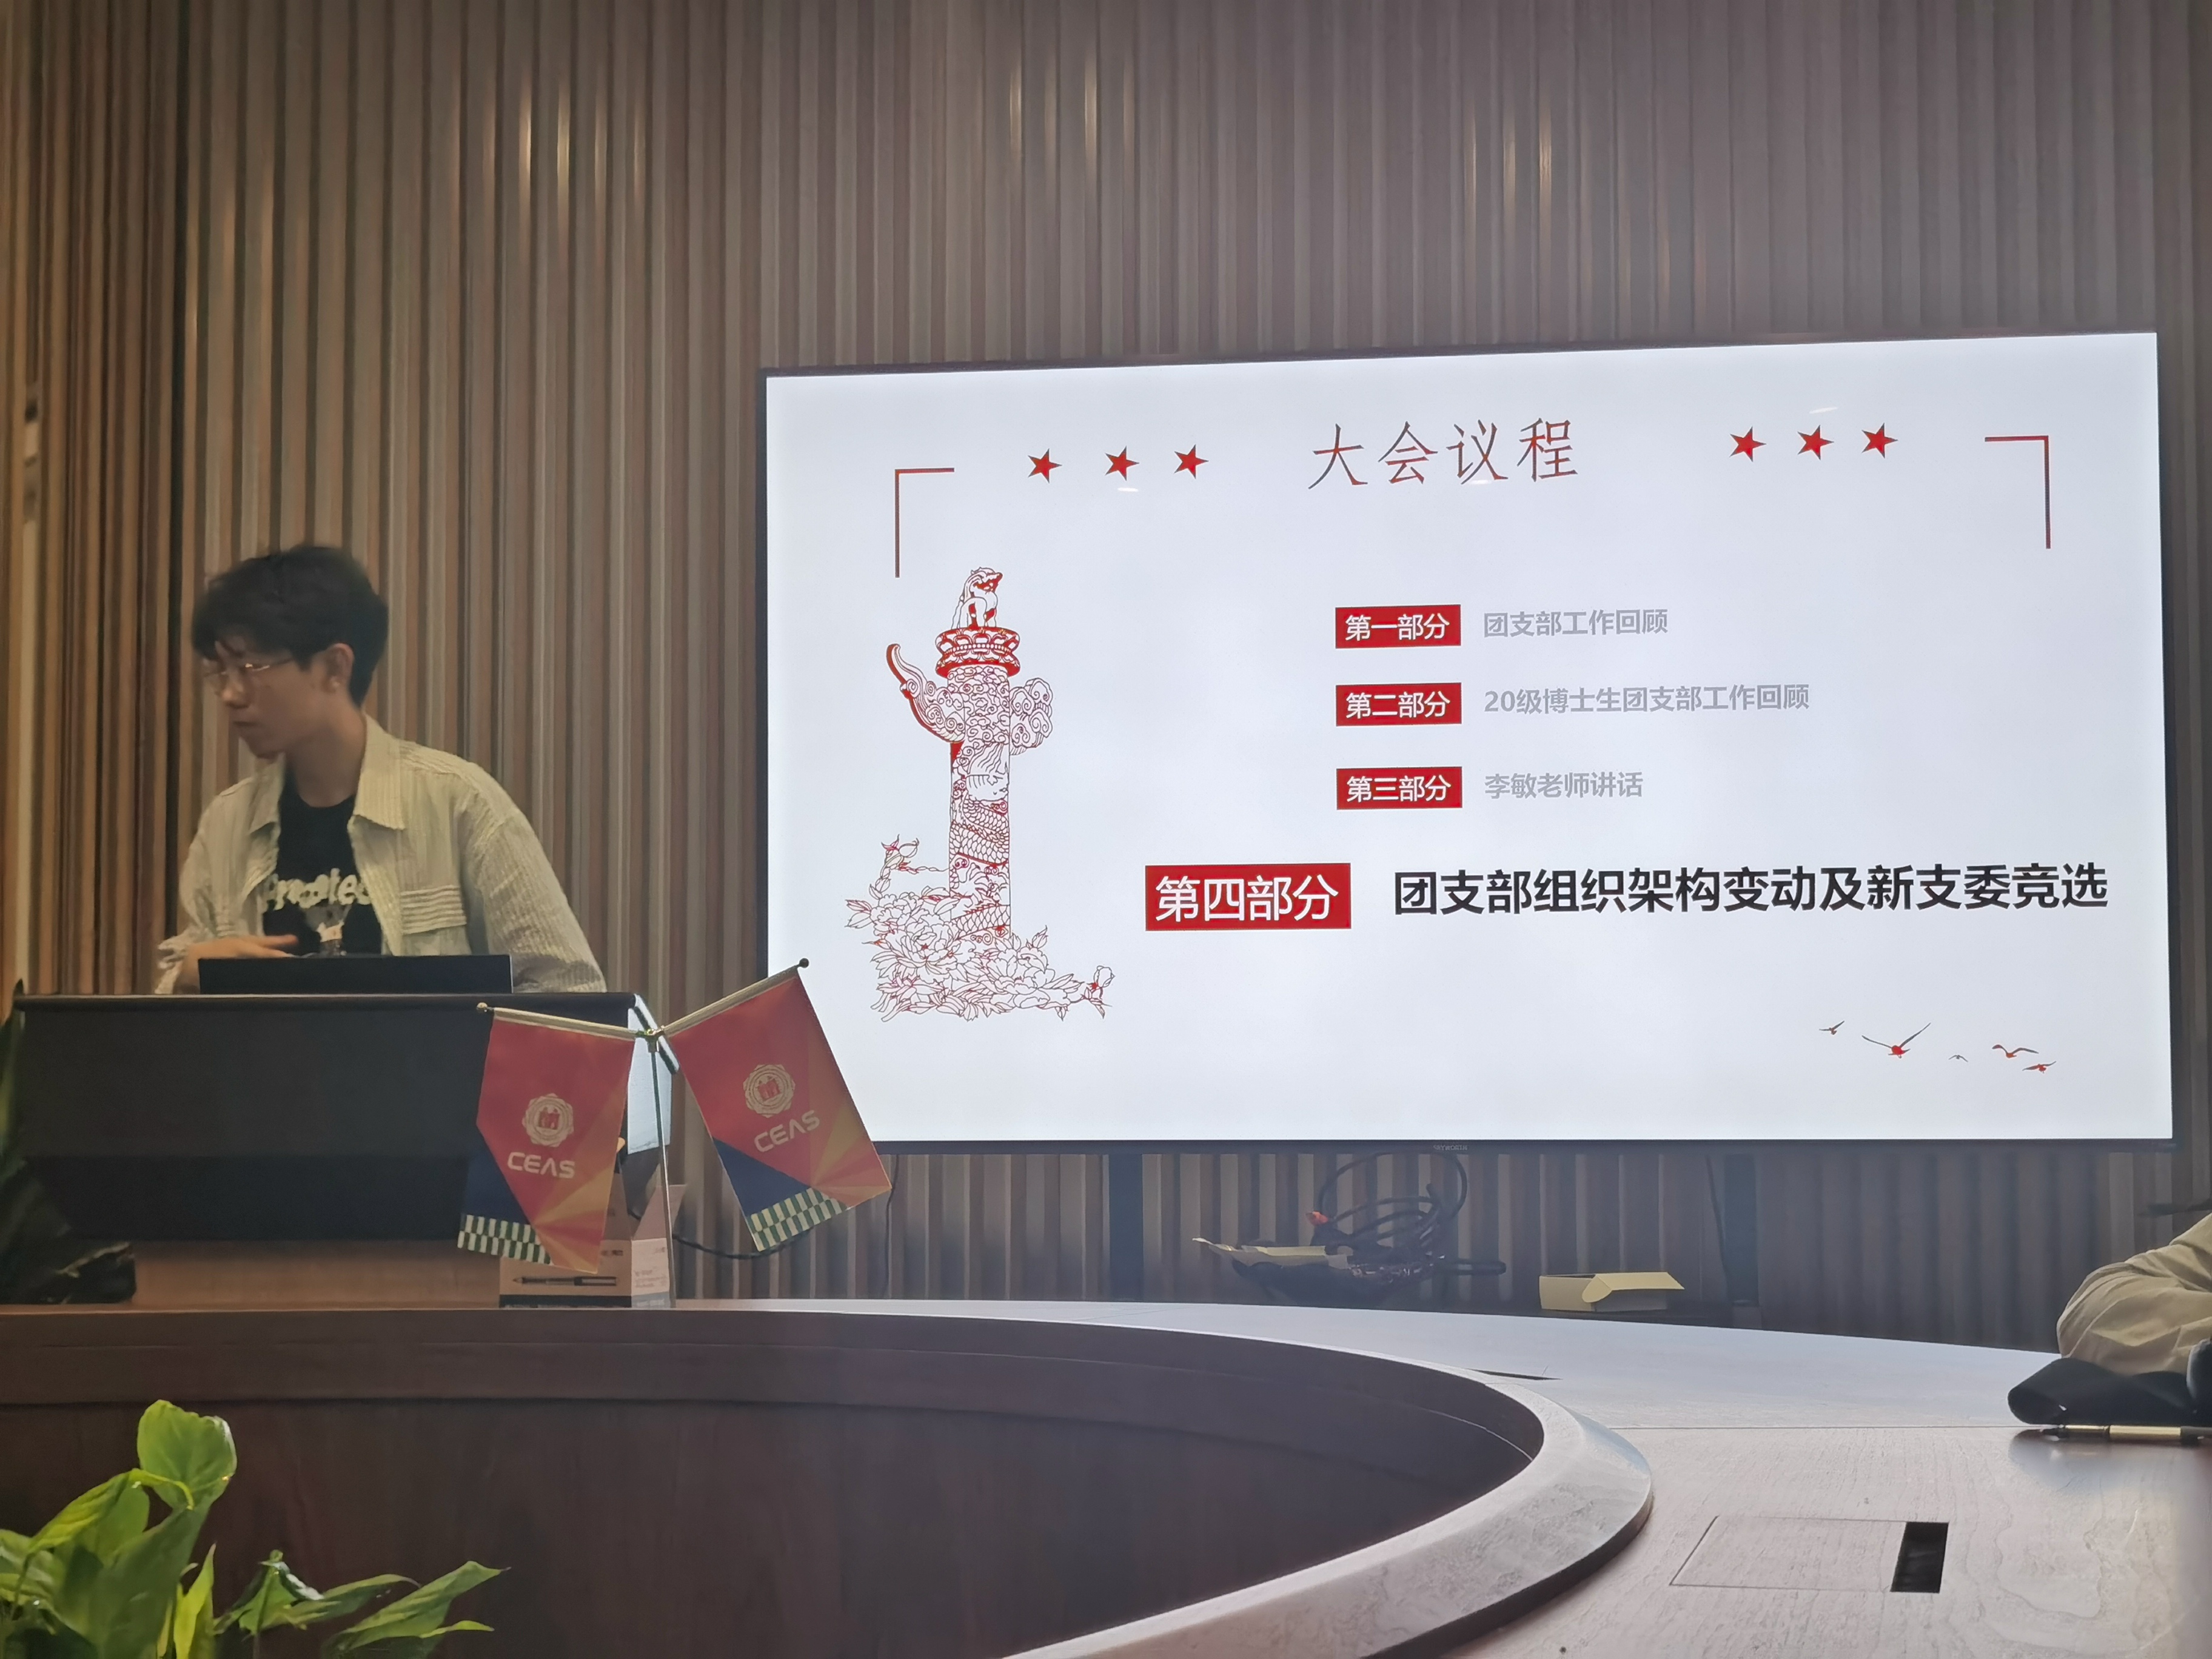 大会议程
第一部分 团支部工作回顾
第二部分 20级博士生团支部工作回顾
第三部分 李敏老师讲话
第四部分 团支部组织架构变动及新支委竞选
CEAS
CEAS